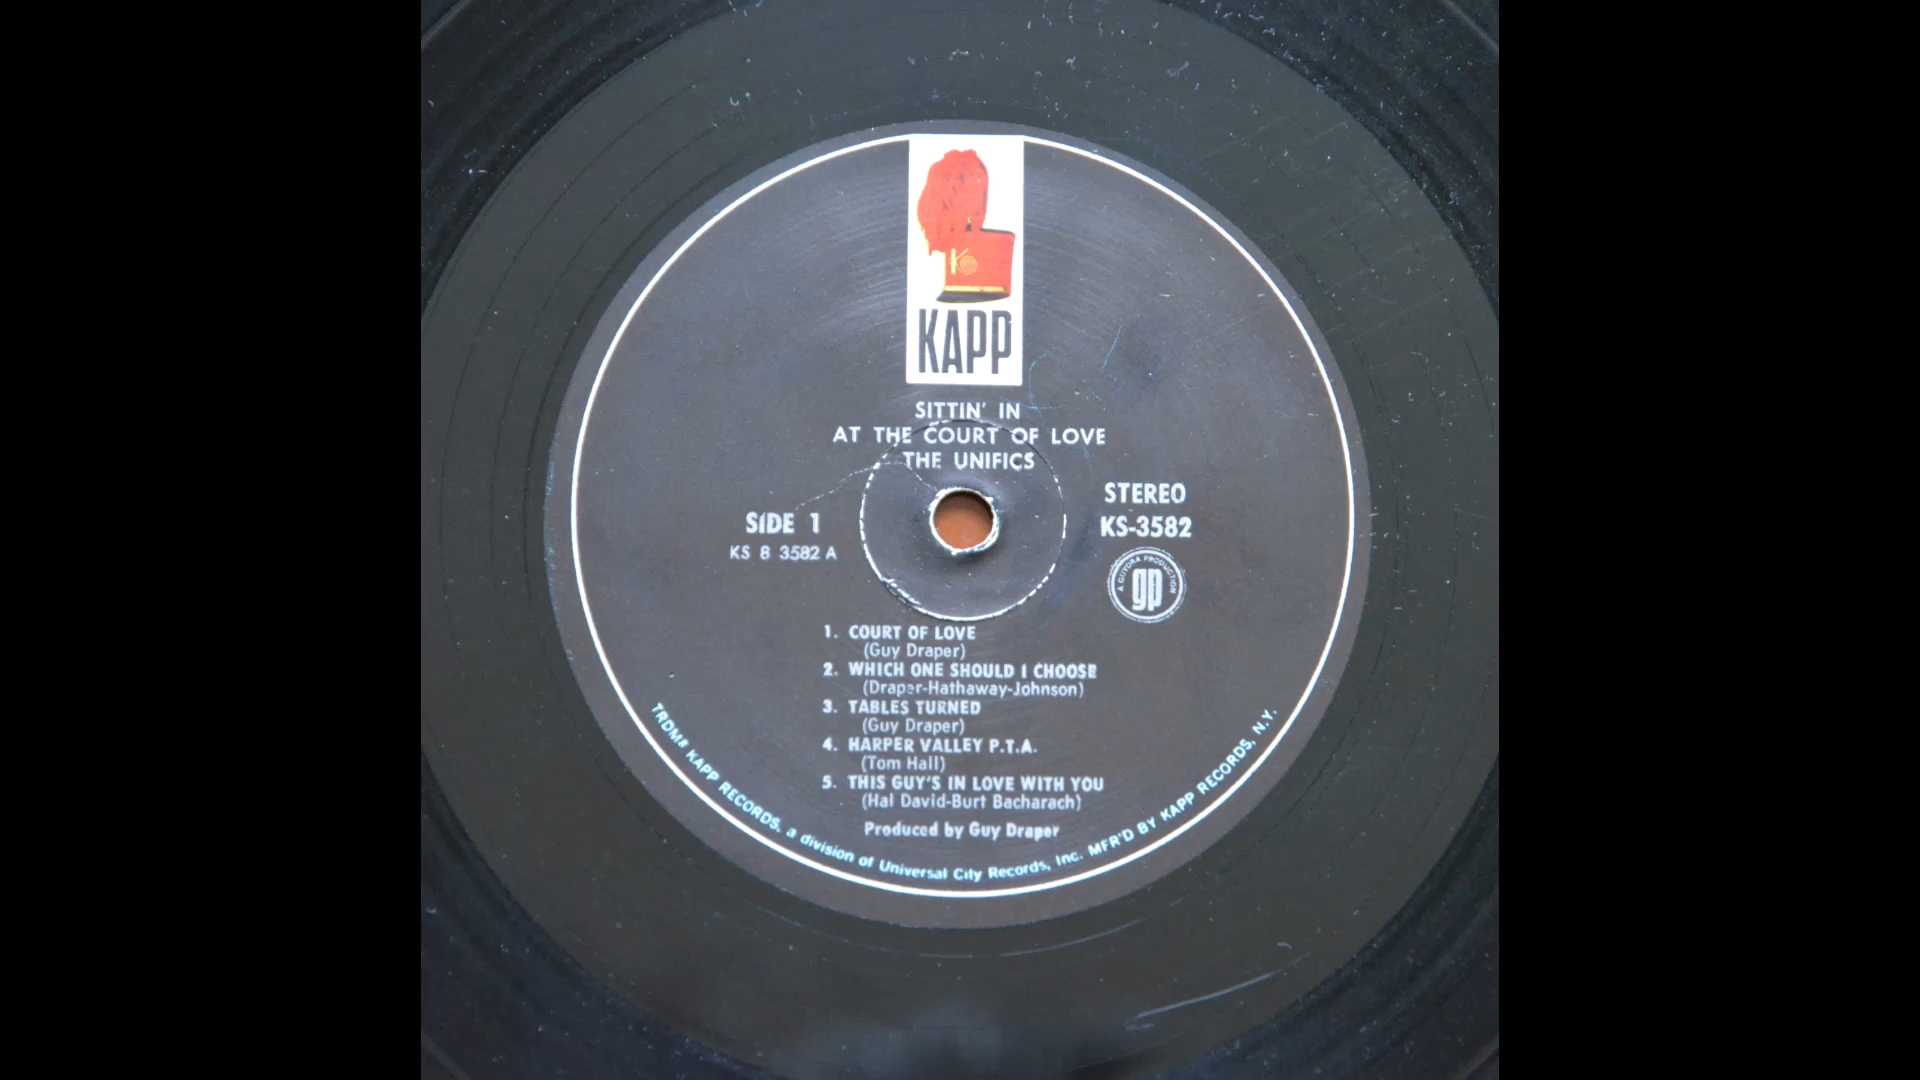 KAPP
SITTIN' IN
AT THE COURT OF LOVE
THE UNIFICS
SIDE 1
KS 8 3582 A
STEREO
KS-3582
A GUYDRA PRODUCTION
gp
1. COURT OF LOVE
(Guy Draper)
2. WHICH ONE SHOULD I CHOOSE
(Draper-Hathaway-Johnson)
3. TABLES TURNED
(Guy Draper)
4. HARPER VALLEY P.T.A.
(Tom Hall)
5. THIS GUY'S IN LOVE WITH YOU
(Hal David-Burt Bacharach)
Produced by Guy Draper
TRDMK KAPP RECORDS, a division of Universal City Records, Inc. MFR'D BY KAPP RECORDS, N.Y.